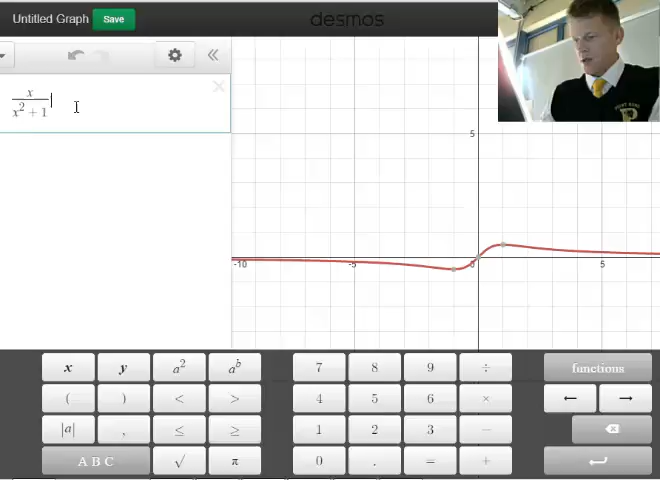 Untitled Graph Save
desmos
x
x² + 1
5
-10 -5 0 5
x y a² aᵇ 7 8 9 ÷ functions
( ) < > 4 5 6 × ← →
|a| , ≤ ≥ 1 2 3 −
A B C √ π 0 . = +